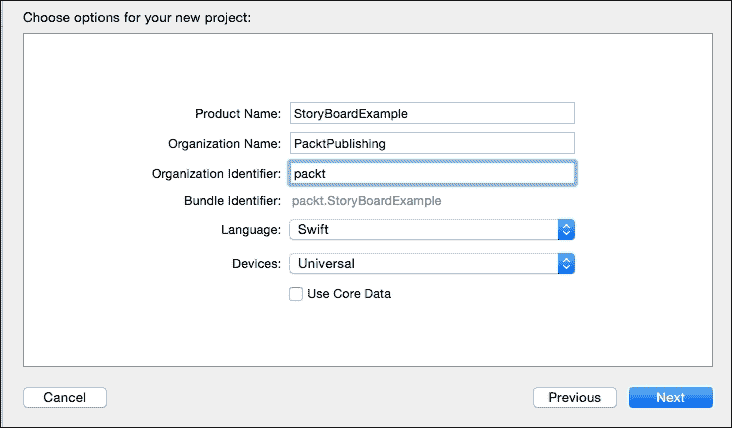 Choose options for your new project:
Product Name: StoryBoardExample
Organization Name: PacktPublishing
Organization Identifier: packt
Bundle Identifier: packt.StoryBoardExample
Language: Swift
Devices: Universal
Use Core Data
Cancel Previous Next